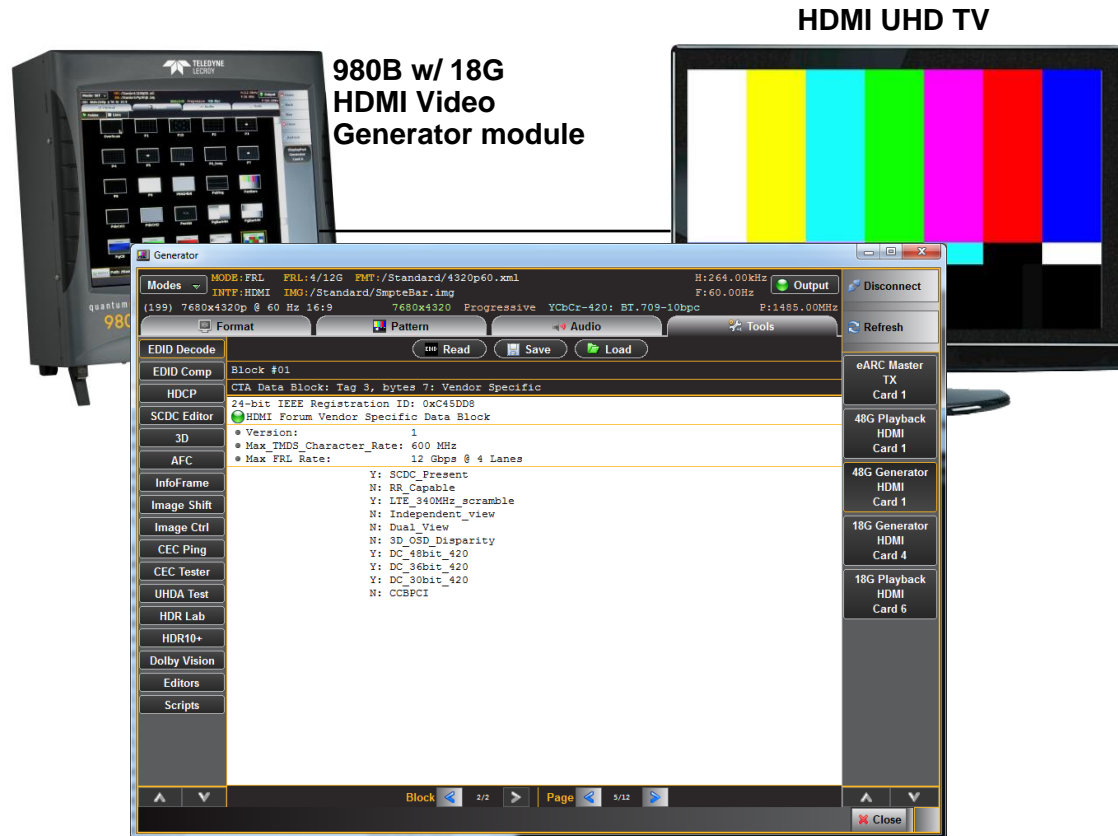 HDMI UHD TV
TELEDYNE
LECROY
980B w/ 18G
HDMI Video
Generator module
quantum
980
Generator
Modes
MODE:FRL FRL:4/12G FMT:/Standard/4320p60.xml H:264.00kHz
INTF:HDMI IMG:/Standard/SmpteBar.img F:60.00Hz
Output
(199) 7680x4320p @ 60 Hz 16:9 7680x4320 Progressive YCbCr-420: BT.709-10bpc P:1485.00MHz
Format Pattern Audio Tools
Disconnect
Refresh
EDID Decode
EDID Comp
HDCP
SCDC Editor
3D
AFC
InfoFrame
Image Shift
Image Ctrl
CEC Ping
CEC Tester
UHDA Test
HDR Lab
HDR10+
Dolby Vision
Editors
Scripts
Read Save Load
Block #01
CTA Data Block: Tag 3, bytes 7: Vendor Specific
24-bit IEEE Registration ID: 0xC45DD8
HDMI Forum Vendor Specific Data Block
Version: 1
Max_TMDS_Character_Rate: 600 MHz
Max FRL Rate: 12 Gbps @ 4 Lanes
Y: SCDC_Present
N: RR_Capable
Y: LTE_340MHz_scramble
N: Independent_view
N: Dual_View
N: 3D_OSD_Disparity
Y: DC_48bit_420
Y: DC_36bit_420
Y: DC_30bit_420
N: CCBPCI
eARC Master
TX
Card 1
48G Playback
HDMI
Card 1
48G Generator
HDMI
Card 1
18G Generator
HDMI
Card 4
18G Playback
HDMI
Card 6
Block 2/2 Page 5/12
Close